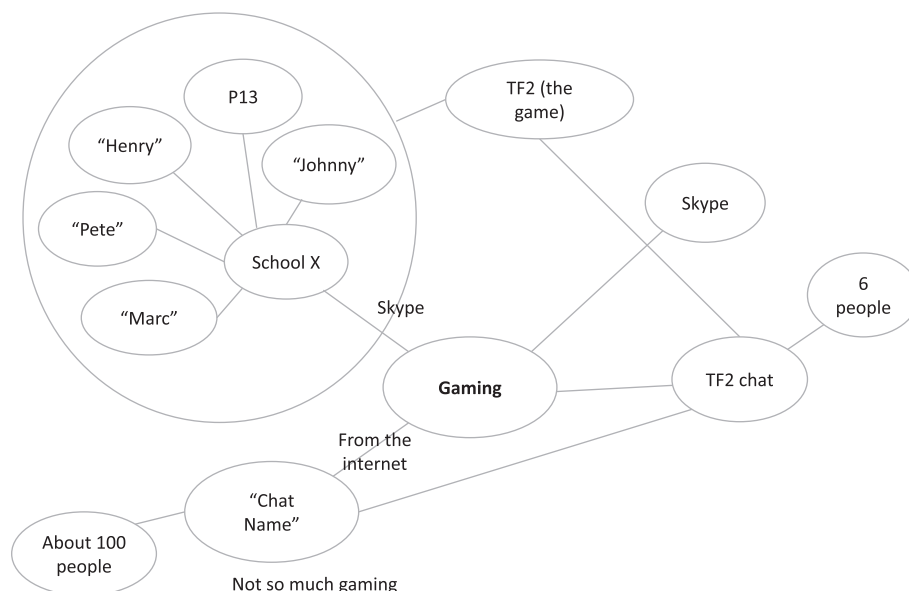 P13
TF2 (the
game)
“Henry”
“Johnny”
Skype
“Pete”
School X
6
people
“Marc”
Skype
TF2 chat
Gaming
From the
internet
“Chat
Name”
About 100
people
Not so much gaming